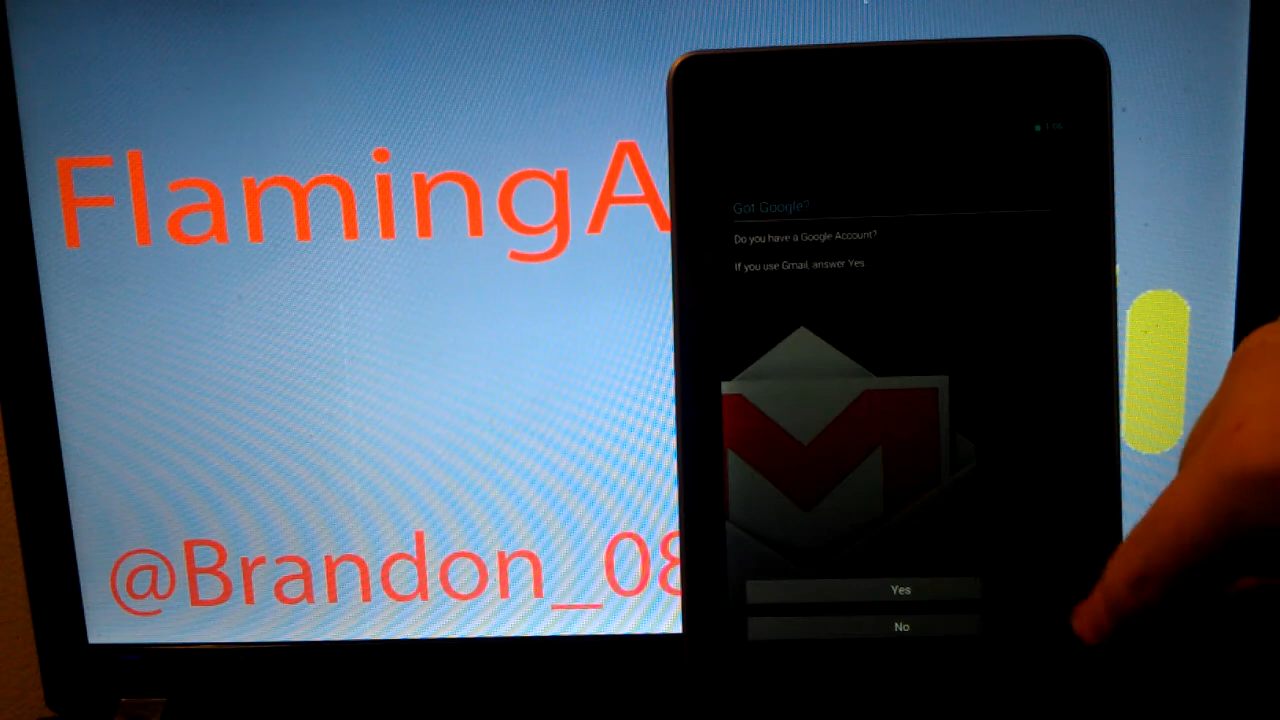 FlamingA
@Brandon_08
Got Google?
Do you have a Google Account?
If you use Gmail, answer Yes.
Yes
No